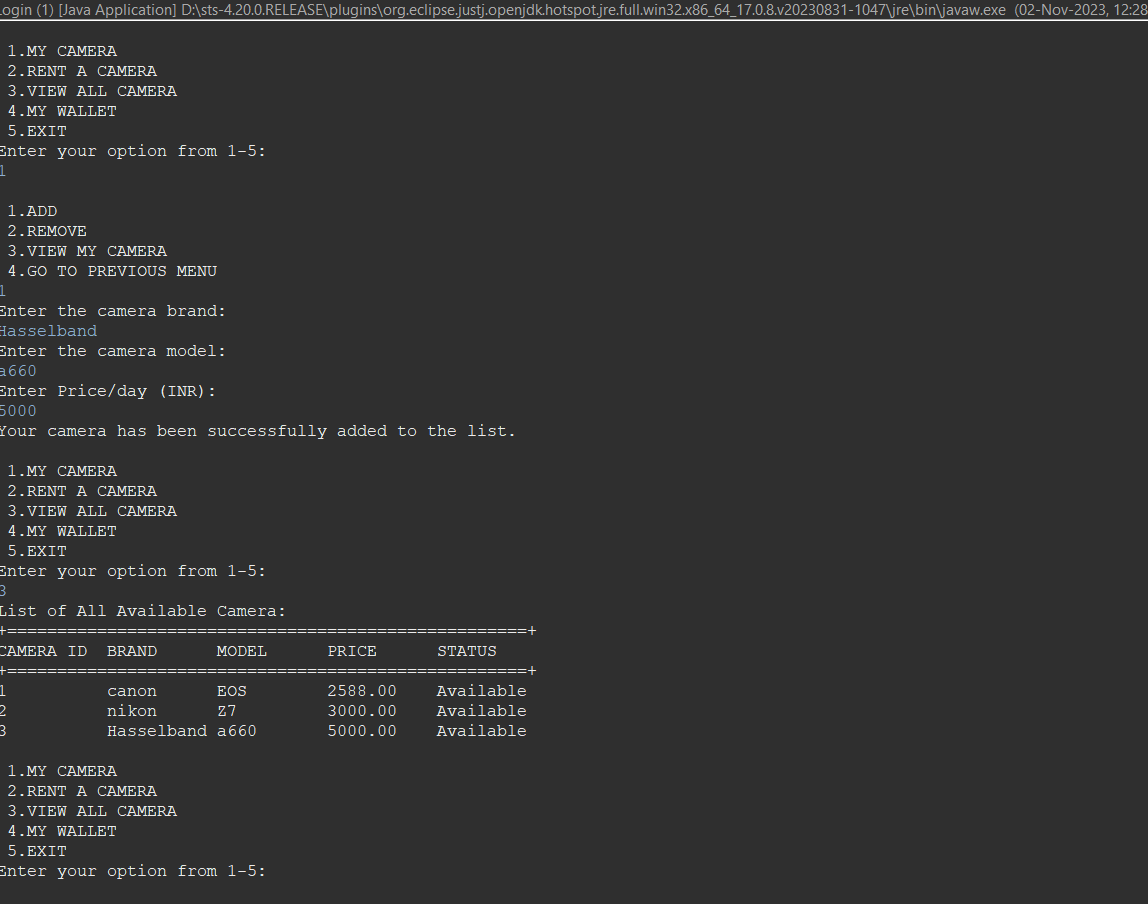 Login (1) [Java Application] D:\sts-4.20.0.RELEASE\plugins\org.eclipse.justj.openjdk.hotspot.jre.full.win32.x86_64_17.0.8.v20230831-1047\jre\bin\javaw.exe (02-Nov-2023, 12:28
1.MY CAMERA
2.RENT A CAMERA
3.VIEW ALL CAMERA
4.MY WALLET
5.EXIT
Enter your option from 1-5:
1
1.ADD
2.REMOVE
3.VIEW MY CAMERA
4.GO TO PREVIOUS MENU
1
Enter the camera brand:
Hasselband
Enter the camera model:
a660
Enter Price/day (INR):
5000
Your camera has been successfully added to the list.
1.MY CAMERA
2.RENT A CAMERA
3.VIEW ALL CAMERA
4.MY WALLET
5.EXIT
Enter your option from 1-5:
3
List of All Available Camera:
+====================================================+
CAMERA ID BRAND MODEL PRICE STATUS
+====================================================+
1 canon EOS 2588.00 Available
2 nikon Z7 3000.00 Available
3 Hasselband a660 5000.00 Available
1.MY CAMERA
2.RENT A CAMERA
3.VIEW ALL CAMERA
4.MY WALLET
5.EXIT
Enter your option from 1-5: